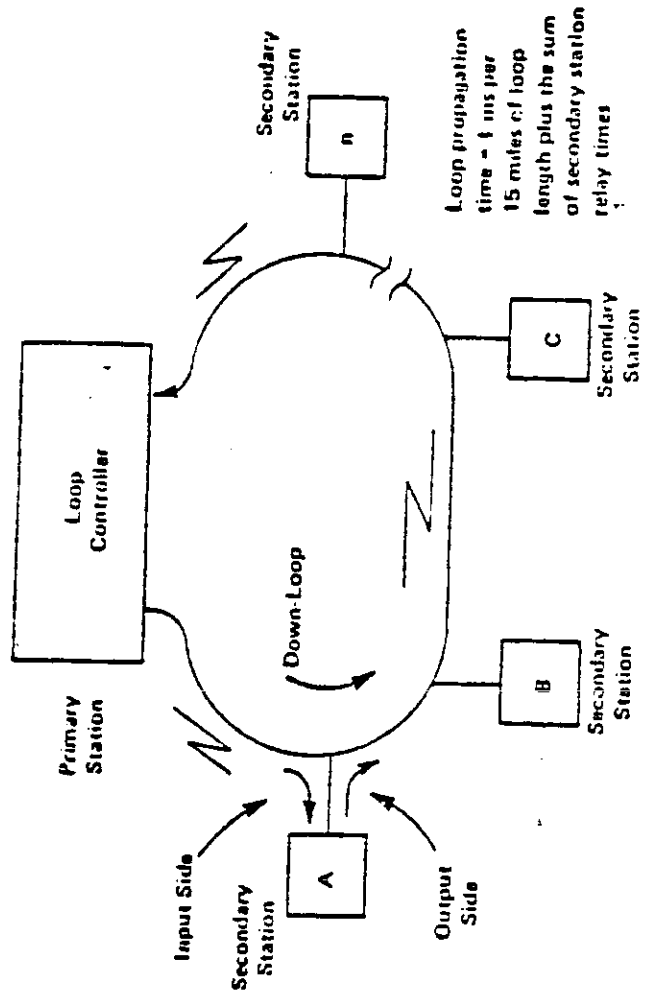 Primary
Station
Loop
Controller
Input Side
Secondary
Station
A
Output
Side
Down-Loop
B
Secondary
Station
C
Secondary
Station
Secondary
Station
n
Loop propagation
time = 1 ms per
15 miles of loop
length plus the sum
of secondary station
relay times